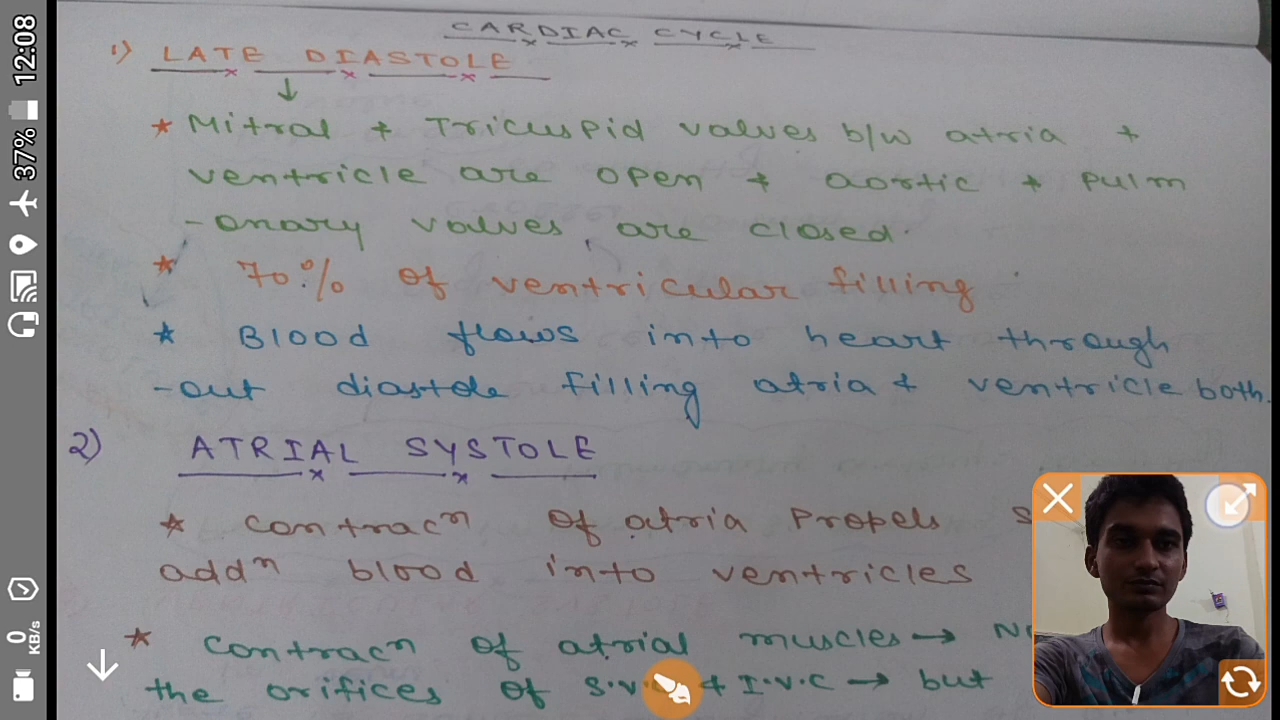 CARDIAC CYCLE
1) LATE DIASTOLE
* Mitral + Tricuspid valves b/w atria +
ventricle are open + aortic + pulm
-onary valves are closed.
* 70% of ventricular filling
* Blood flows into heart through
-out diastole filling atria + ventricle both.
2) ATRIAL SYSTOLE
* contracⁿ of atria propels s
addⁿ blood into ventricles
* contracⁿ of atrial muscles → N
the orifices of S.V. + I.V.C → but
12:08
37%
0
KB/s